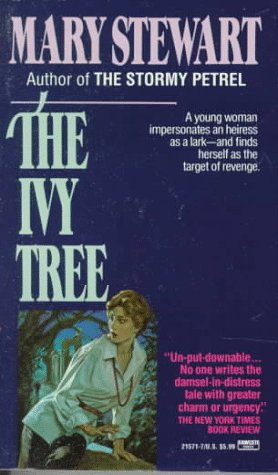 MARY STEWART
Author of THE STORMY PETREL
A young woman
impersonates an heiress
as a lark—and finds
herself as the
target of revenge.
THE
IVY
TREE
"Un-put-downable...
No one writes the
damsel-in-distress
tale with greater
charm or urgency."
THE NEW YORK TIMES
BOOK REVIEW
21571-7/U.S. $5.99
FAWCETT